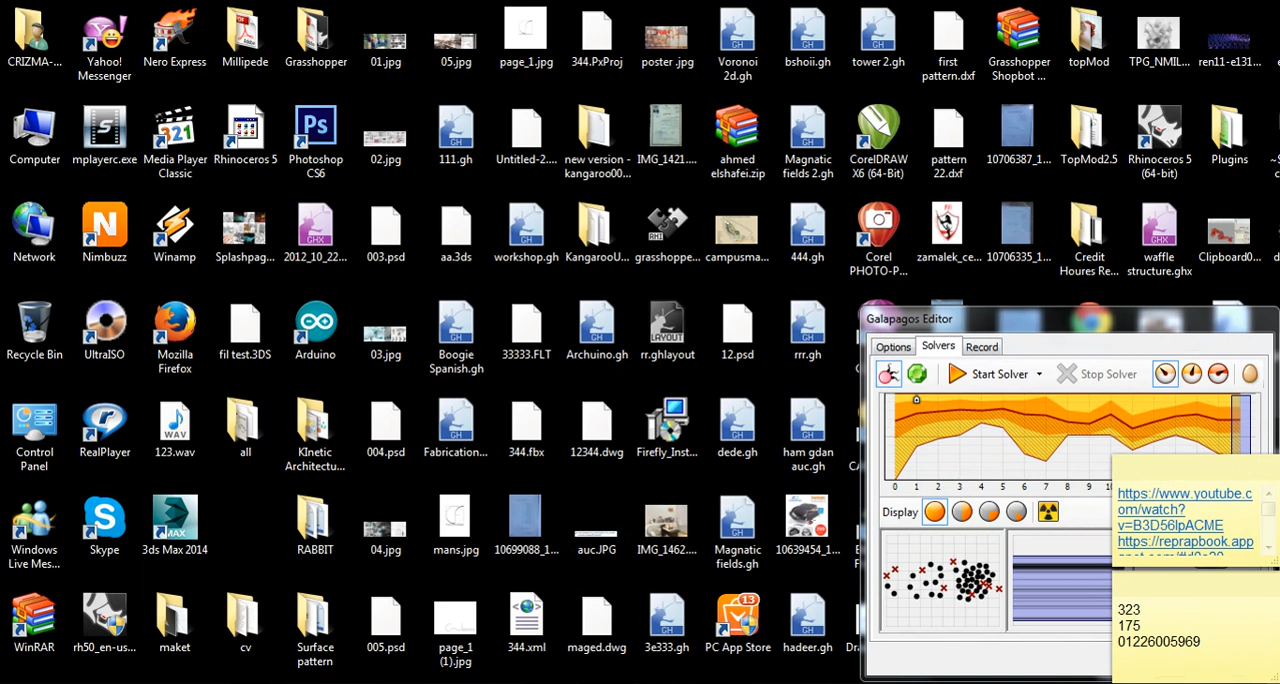 CRIZMA-...
Yahoo! Messenger
Nero Express
Millipede
Grasshopper
01.jpg
05.jpg
page_1.jpg
344.PxProj
poster .jpg
Voronoi 2d.gh
bshoii.gh
tower 2.gh
first pattern.dxf
Grasshopper Shopbot ...
topMod
TPG_NMIL...
ren11-e131...
Computer
mplayerc.exe
Media Player Classic
Rhinoceros 5
Photoshop CS6
02.jpg
111.gh
Untitled-2....
new version - kangaroo00...
IMG_1421....
ahmed elshafei.zip
Magnatic fields 2.gh
CorelDRAW X6 (64-Bit)
pattern 22.dxf
10706387_1...
TopMod2.5
Rhinoceros 5 (64-bit)
Plugins
Network
Nimbuzz
Winamp
Splashpag...
2012_10_22...
003.psd
aa.3ds
workshop.gh
KangarooU...
grasshoppe...
campusma...
444.gh
Corel PHOTO-P...
zamalek_ce...
10706335_1...
Credit Houres Re...
waffle structure.ghx
Clipboard0...
Recycle Bin
UltraISO
Mozilla Firefox
fil test.3DS
Arduino
03.jpg
Boogie Spanish.gh
33333.FLT
Archuino.gh
rr.ghlayout
12.psd
rrr.gh
Control Panel
RealPlayer
123.wav
all
KInetic Architectu...
004.psd
Fabrication...
344.fbx
12344.dwg
Firefly_Inst...
dede.gh
ham gdan auc.gh
Windows Live Mes...
Skype
3ds Max 2014
RABBIT
04.jpg
mans.jpg
10699088_1...
auc.JPG
IMG_1462....
Magnatic fields.gh
10639454_1...
WinRAR
rh50_en-us...
maket
cv
Surface pattern
005.psd
page_1 (1).jpg
344.xml
maged.dwg
3e333.gh
PC App Store
hadeer.gh
Galapagos Editor
Options Solvers Record
Start Solver Stop Solver
0 1 2 3 4 5 6 7 8 9
Display
https://www.youtube.c
om/watch?
v=B3D56lpACME
https://reprapbook.app
323
175
01226005969